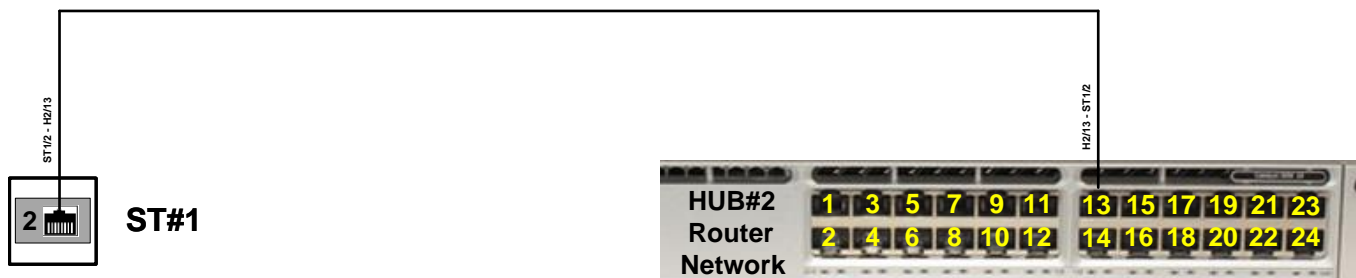 ST1/2 - H2/13
H2/13 - ST1/2
2
ST#1
HUB#2
Router
Network
1 3 5 7 9 11 13 15 17 19 21 23
2 4 6 8 10 12 14 16 18 20 22 24